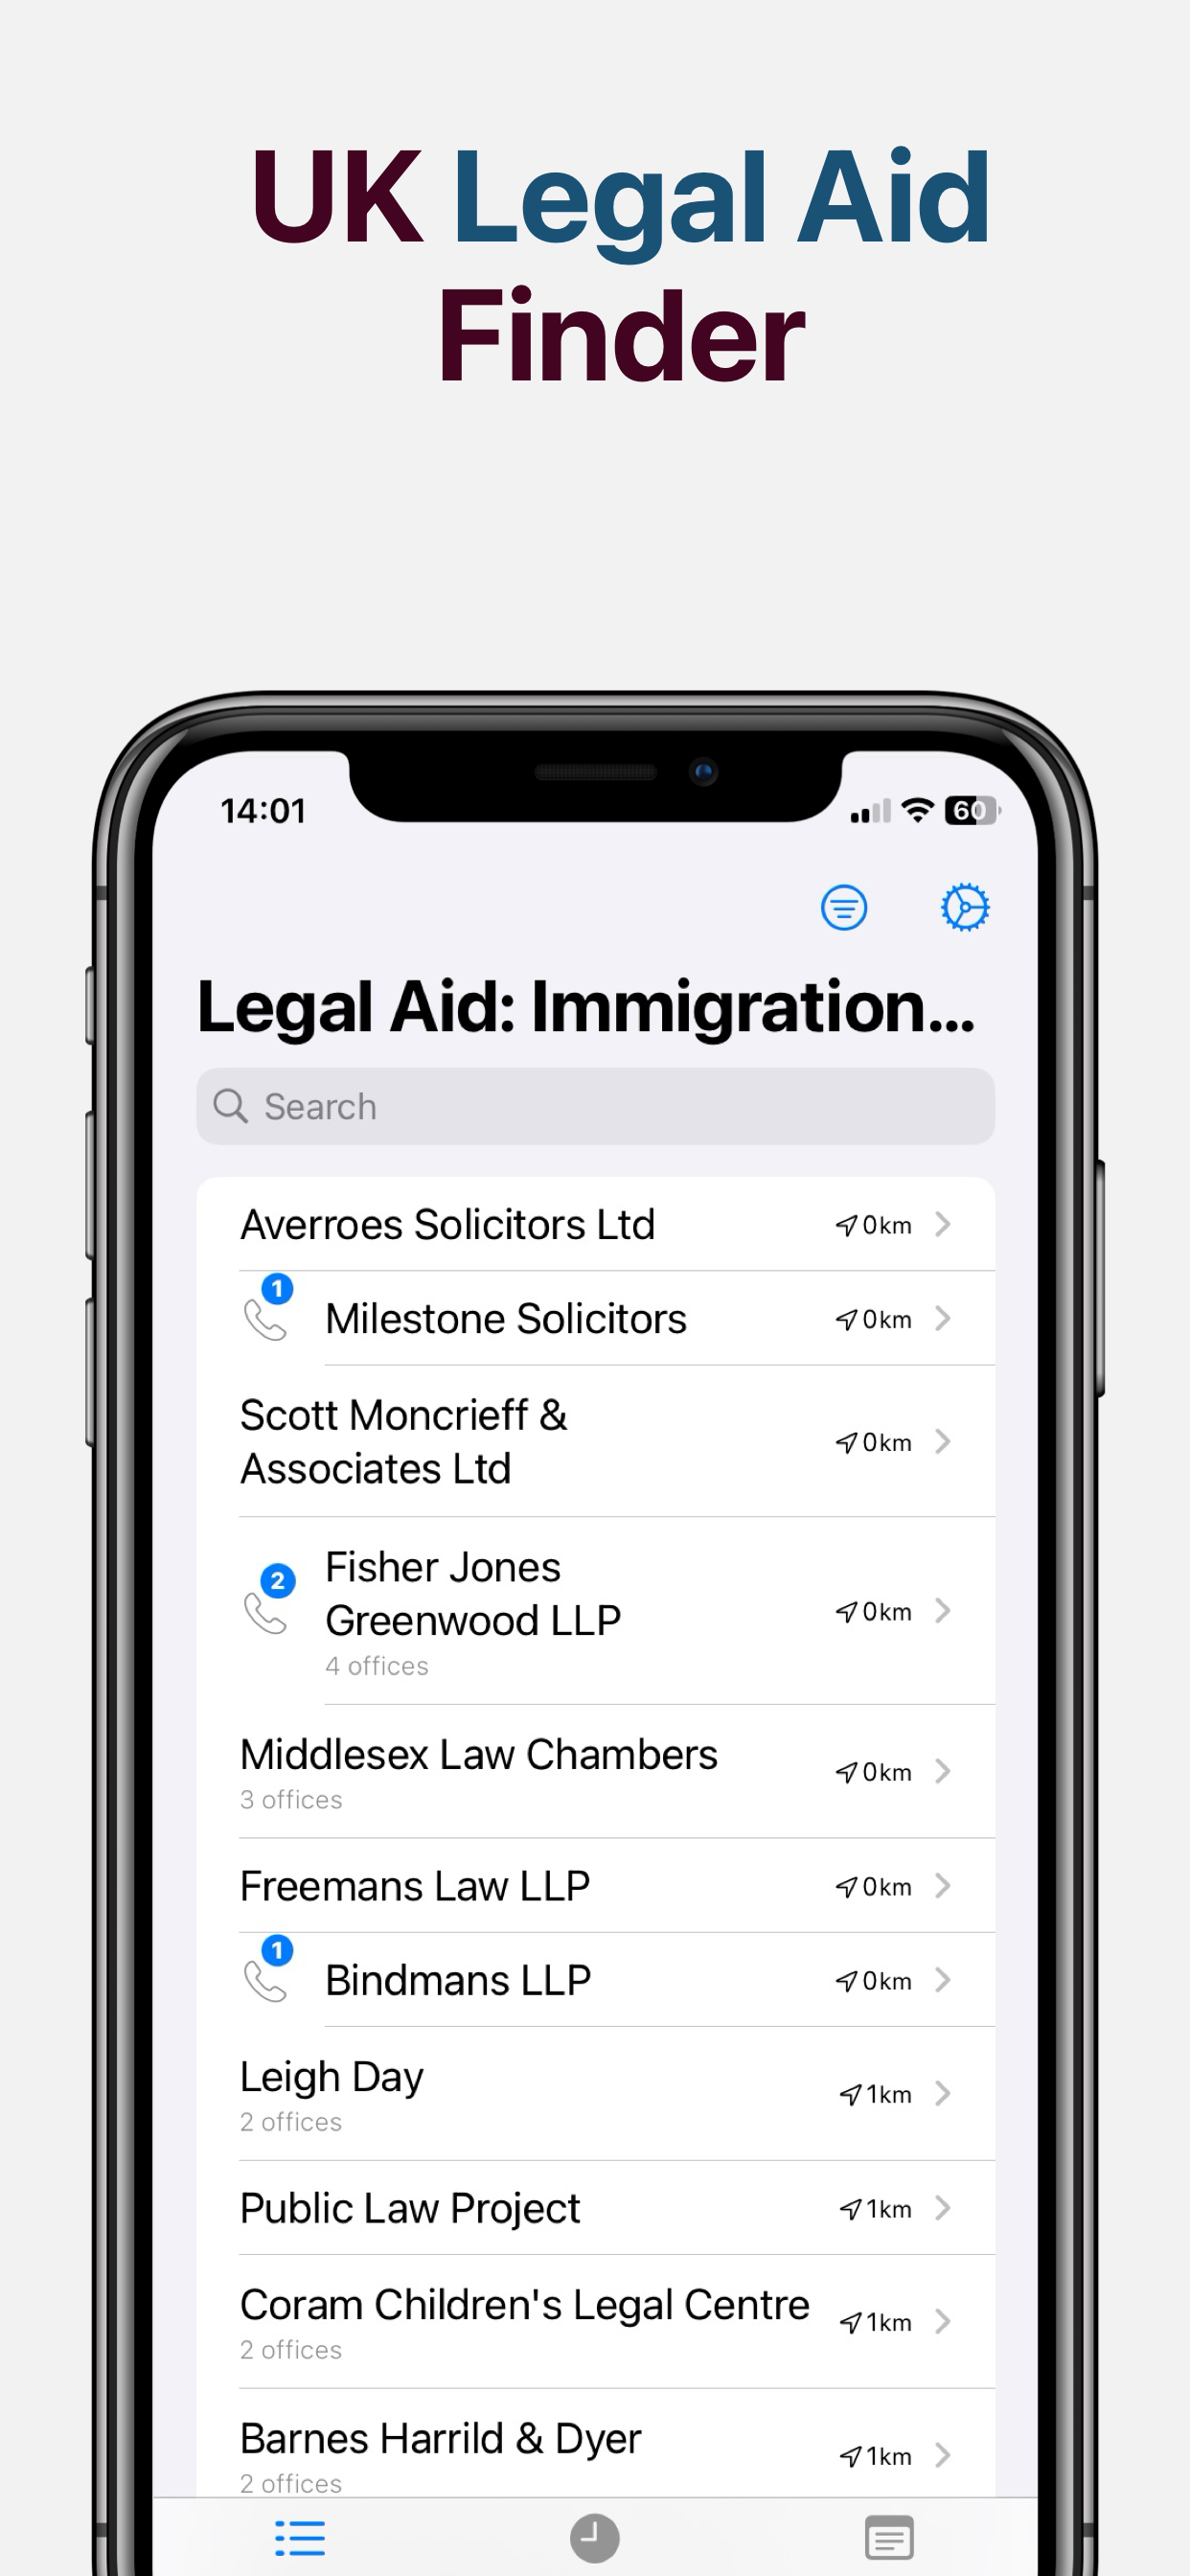 UK Legal Aid
Finder
14:01
60
Legal Aid: Immigration...
Search
Averroes Solicitors Ltd 0km
1
Milestone Solicitors 0km
Scott Moncrieff &
Associates Ltd
0km
2
Fisher Jones
Greenwood LLP
4 offices
0km
Middlesex Law Chambers
3 offices
0km
Freemans Law LLP 0km
1
Bindmans LLP 0km
Leigh Day
2 offices
1km
Public Law Project 1km
Coram Children's Legal Centre
2 offices
1km
Barnes Harrild & Dyer
2 offices
1km